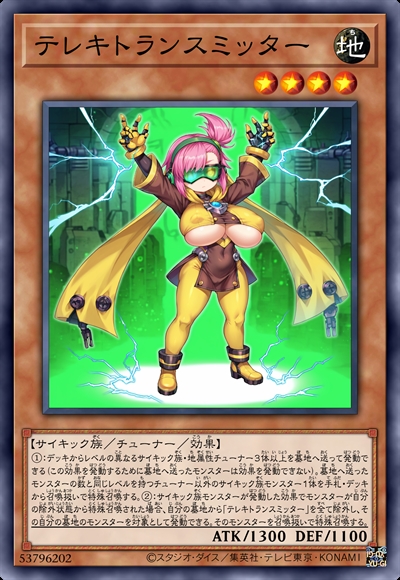 テレキトランスミッター
地
【サイキック族／チューナー／効果】
①：デッキからレベルの異なるサイキック族・地属性チューナー３体以上を墓地へ送って発動で
きる（この効果を発動するために墓地へ送ったモンスターは効果を発動できない）。墓地へ送った
モンスターの数と同じレベルを持つチューナー以外のサイキック族モンスター１体を手札・デッキ
から召喚扱いで特殊召喚する。②：サイキック族モンスターが発動した効果でモンスターが自分
の除外状態から特殊召喚された場合、自分の墓地から「テレキトランスミッター」を全て除外し、そ
の自分の墓地のモンスターを対象として発動できる。そのモンスターを特殊召喚する。
ATK/1300 DEF/1100
53796202
©スタジオ・ダイス／集英社・テレビ東京・KONAMI